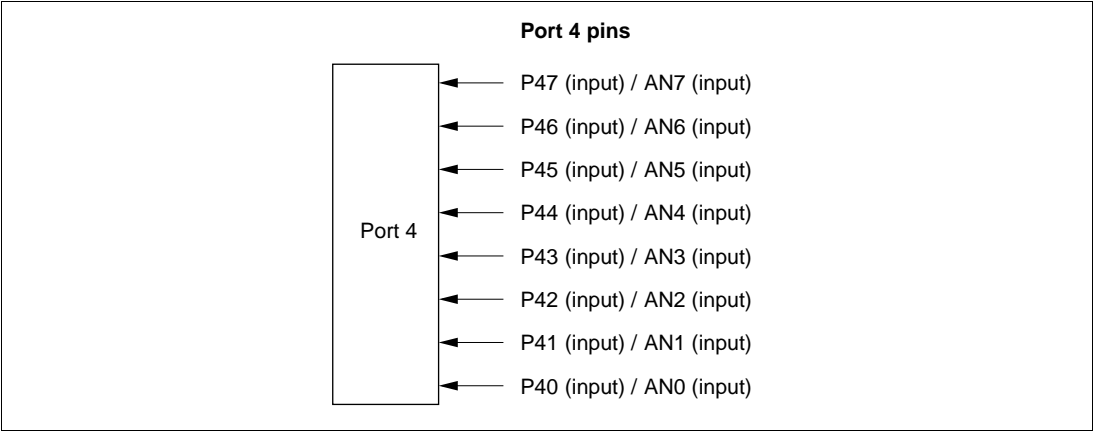 Port 4 pins
P47 (input) / AN7 (input)
P46 (input) / AN6 (input)
P45 (input) / AN5 (input)
P44 (input) / AN4 (input)
Port 4
P43 (input) / AN3 (input)
P42 (input) / AN2 (input)
P41 (input) / AN1 (input)
P40 (input) / AN0 (input)